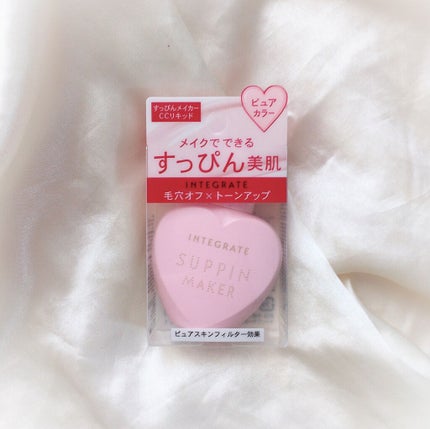 すっぴんメイカー
CCリキッド
ピュア
カラー
メイクで できる
すっぴん美肌
INTEGRATE
毛穴オフ×トーンアップ
INTEGRATE
SUPPIN
MAKER
ピュアスキンフィルター効果